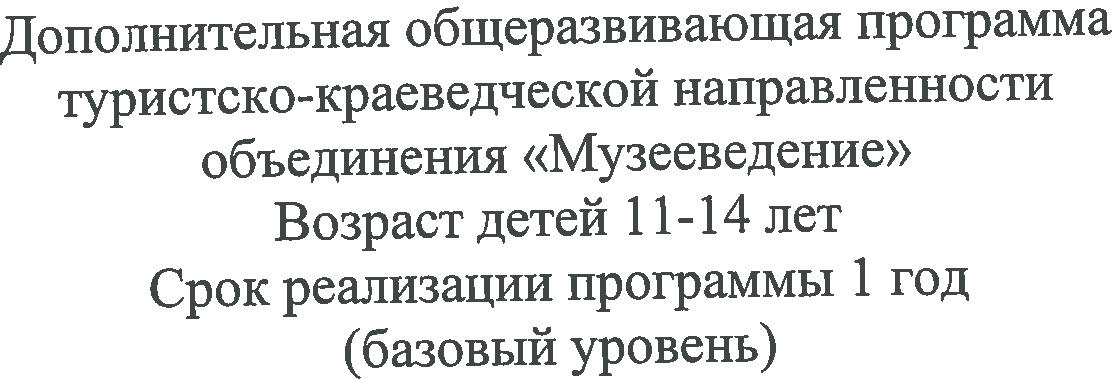 Дополнительная общеразвивающая программа
туристско-краеведческой направленности
объединения «Музееведение»
Возраст детей 11-14 лет
Срок реализации программы 1 год
(базовый уровень)